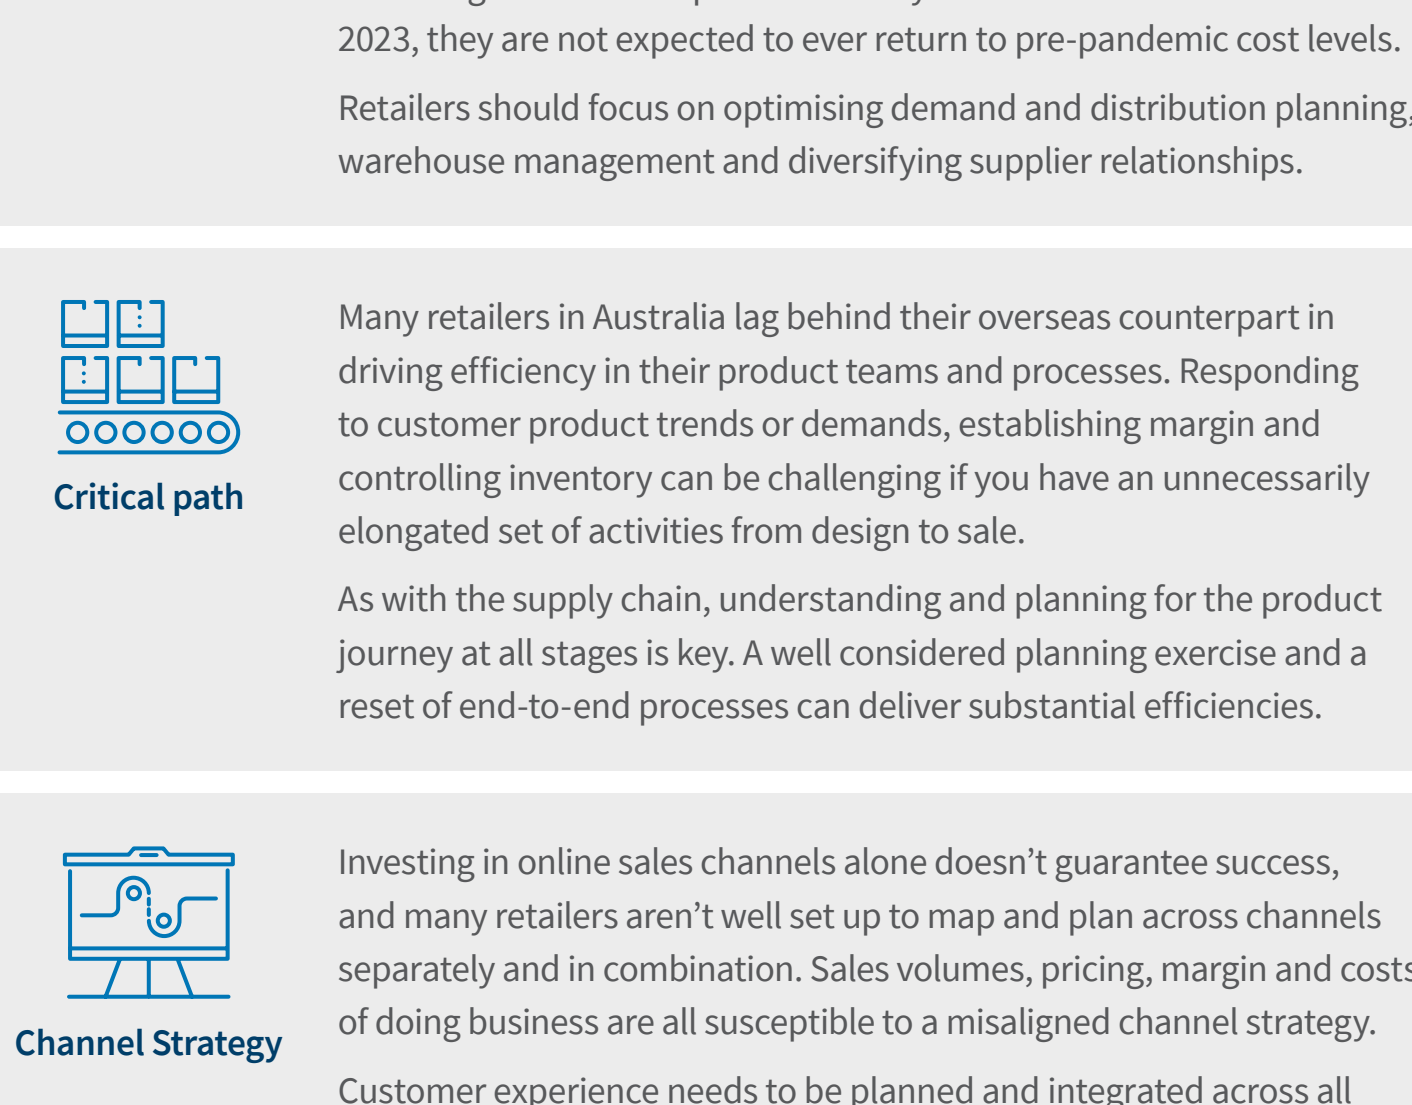 2023, they are not expected to ever return to pre-pandemic cost levels.
Retailers should focus on optimising demand and distribution planning,
warehouse management and diversifying supplier relationships.
Critical path
Many retailers in Australia lag behind their overseas counterpart in
driving efficiency in their product teams and processes. Responding
to customer product trends or demands, establishing margin and
controlling inventory can be challenging if you have an unnecessarily
elongated set of activities from design to sale.
As with the supply chain, understanding and planning for the product
journey at all stages is key. A well considered planning exercise and a
reset of end-to-end processes can deliver substantial efficiencies.
Channel Strategy
Investing in online sales channels alone doesn’t guarantee success,
and many retailers aren’t well set up to map and plan across channels
separately and in combination. Sales volumes, pricing, margin and costs
of doing business are all susceptible to a misaligned channel strategy.
Customer experience needs to be planned and integrated across all